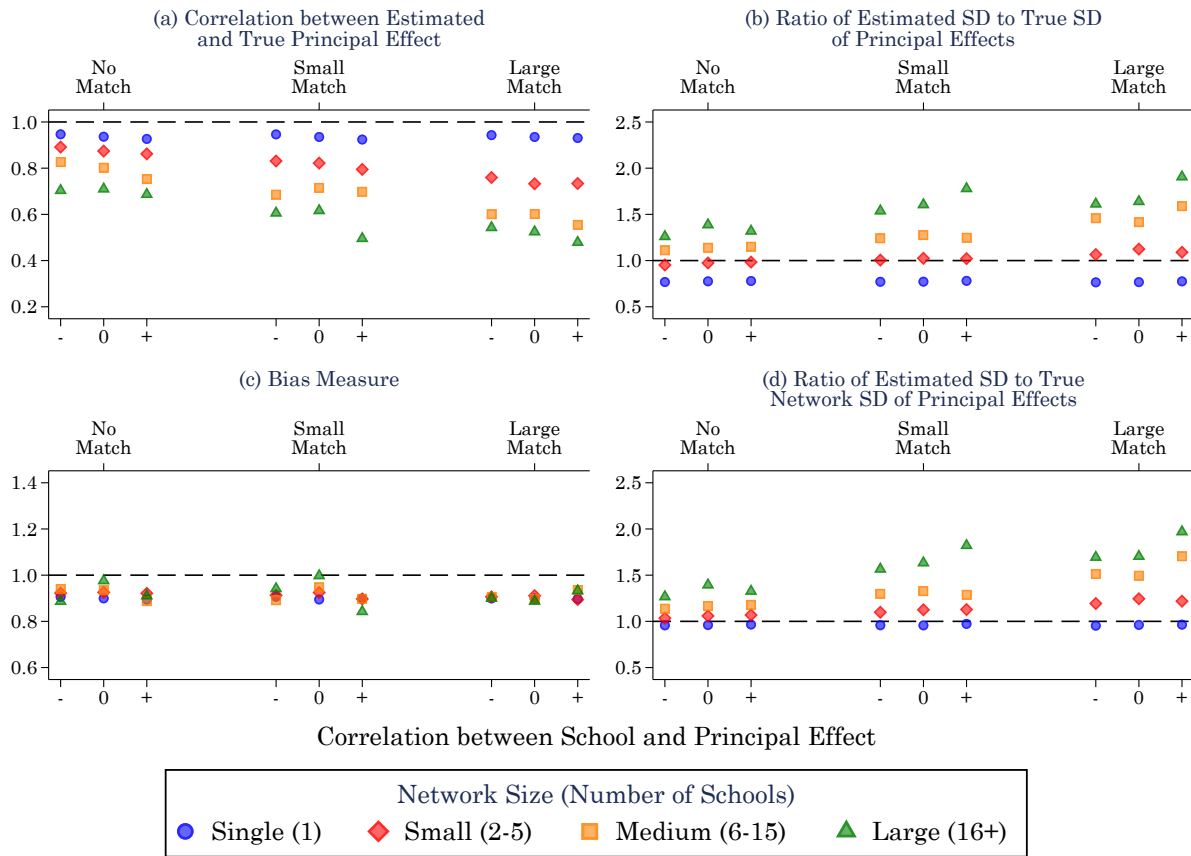 (a) Correlation between Estimated
and True Principal Effect
No
Match
Small
Match
Large
Match
1.0
0.8
0.6
0.4
0.2
-
0
+
-
0
+
-
0
+
(b) Ratio of Estimated SD to True SD
of Principal Effects
No
Match
Small
Match
Large
Match
2.5
2.0
1.5
1.0
0.5
-
0
+
-
0
+
-
0
+
(c) Bias Measure
No
Match
Small
Match
Large
Match
1.4
1.2
1.0
0.8
0.6
-
0
+
-
0
+
-
0
+
(d) Ratio of Estimated SD to True
Network SD of Principal Effects
No
Match
Small
Match
Large
Match
2.5
2.0
1.5
1.0
0.5
-
0
+
-
0
+
-
0
+
Correlation between School and Principal Effect
Network Size (Number of Schools)
Single (1)
Small (2-5)
Medium (6-15)
Large (16+)